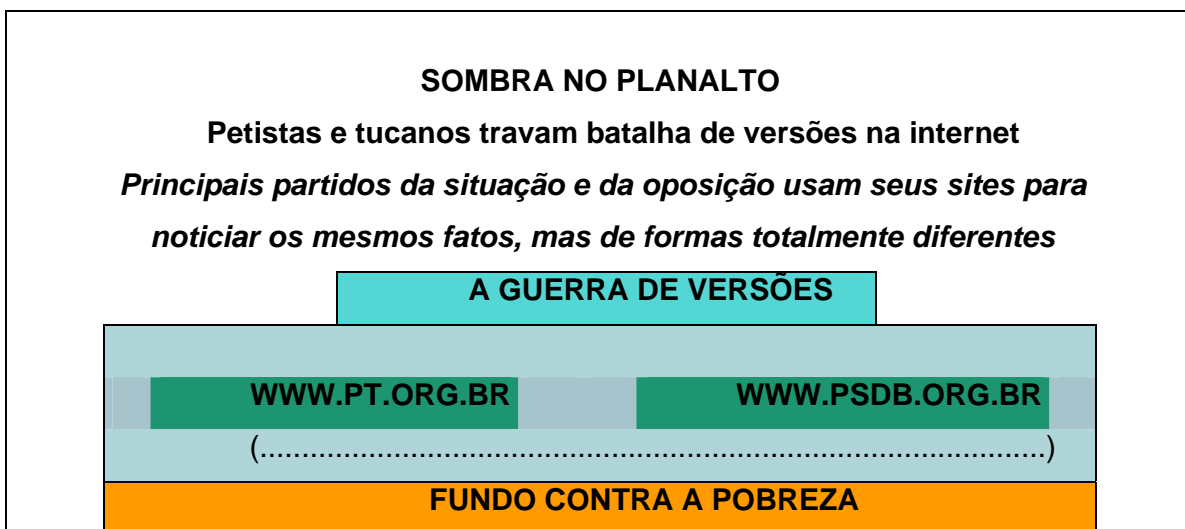 SOMBRA NO PLANALTO
Petistas e tucanos travam batalha de versões na internet
Principais partidos da situação e da oposição usam seus sites para
noticiar os mesmos fatos, mas de formas totalmente diferentes
A GUERRA DE VERSÕES
WWW.PT.ORG.BR WWW.PSDB.ORG.BR
(..............................................................................................)
FUNDO CONTRA A POBREZA